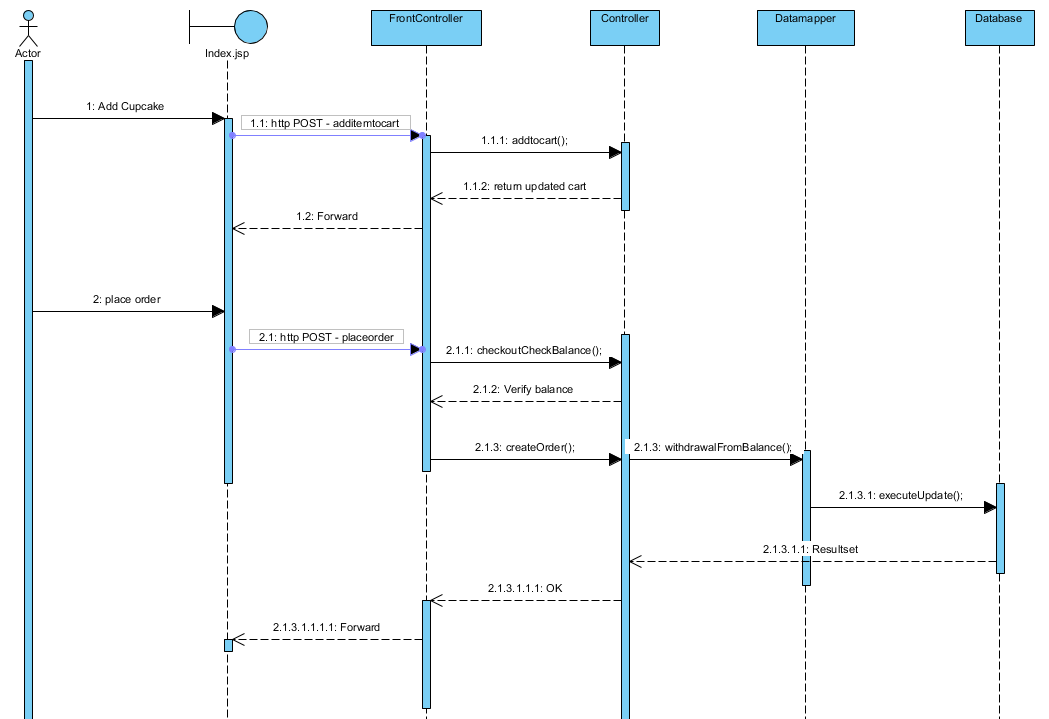 FrontController
Controller
Datamapper
Database
Actor
Index.jsp
1: Add Cupcake
1.1: http POST - additemtocart
1.1.1: addtocart();
1.1.2: return updated cart
1.2: Forward
2: place order
2.1: http POST - placeorder
2.1.1: checkoutCheckBalance();
2.1.2: Verify balance
2.1.3: createOrder();
2.1.3: withdrawalFromBalance();
2.1.3.1: executeUpdate();
2.1.3.1.1: Resultset
2.1.3.1.1.1: OK
2.1.3.1.1.1.1: Forward